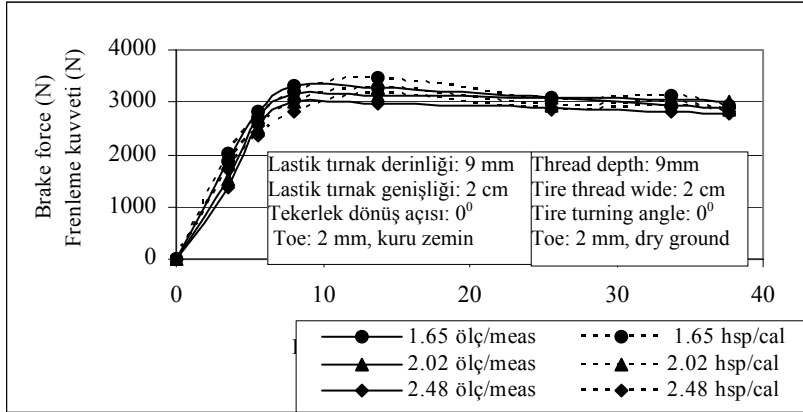 Brake force (N)
Frenleme kuvveti (N)
4000
3000
2000
1000
0
Lastik tırnak derinliği: 9 mm
Lastik tırnak genişliği: 2 cm
Tekerlek dönüş açısı: 0⁰
Toe: 2 mm, kuru zemin
Thread depth: 9mm
Tire thread wide: 2 cm
Tire turning angle: 0⁰
Toe: 2 mm, dry ground
0 10 20 30 40
1.65 ölç/meas 1.65 hsp/cal
2.02 ölç/meas 2.02 hsp/cal
2.48 ölç/meas 2.48 hsp/cal